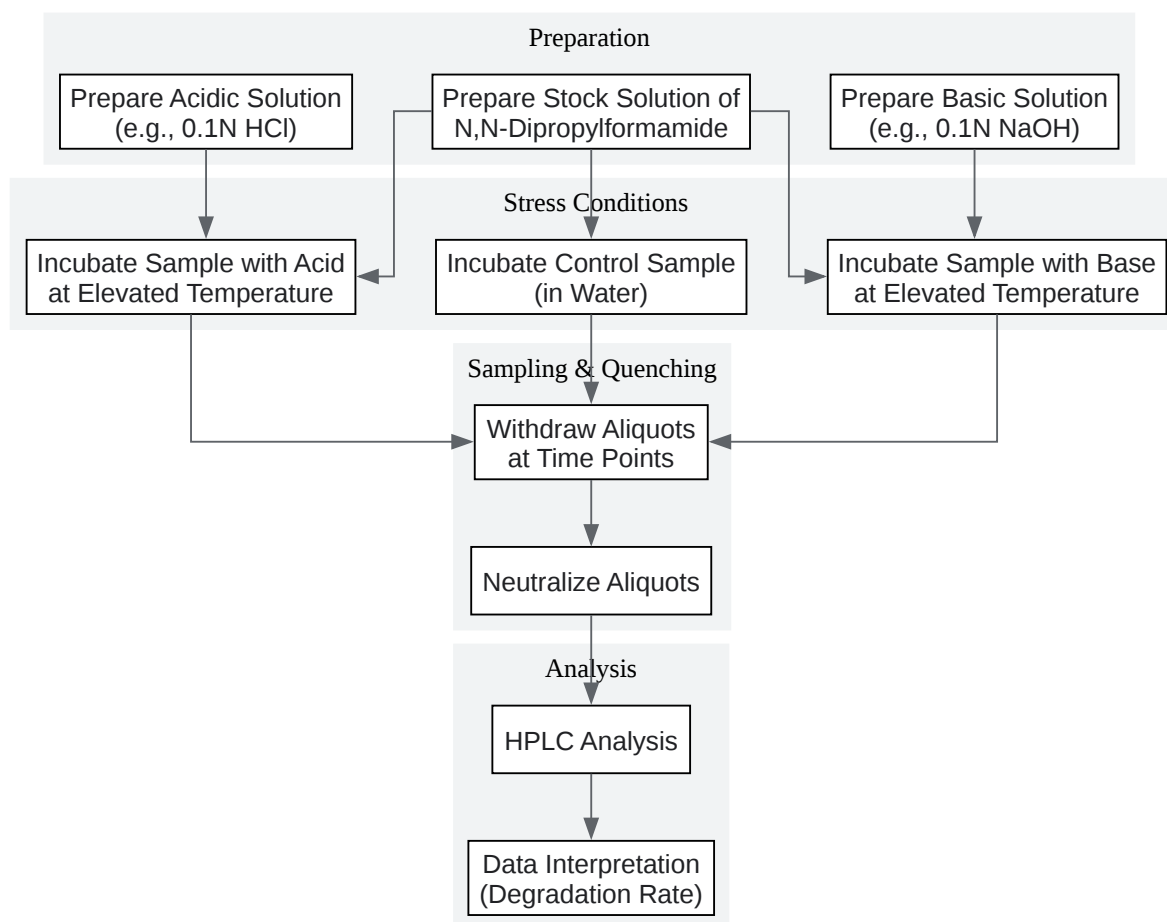 Preparation
Prepare Acidic Solution
(e.g., 0.1N HCl)
Prepare Stock Solution of
N,N-Dipropylformamide
Prepare Basic Solution
(e.g., 0.1N NaOH)
Stress Conditions
Incubate Sample with Acid
at Elevated Temperature
Incubate Control Sample
(in Water)
Incubate Sample with Base
at Elevated Temperature
Sampling & Quenching
Withdraw Aliquots
at Time Points
Neutralize Aliquots
Analysis
HPLC Analysis
Data Interpretation
(Degradation Rate)